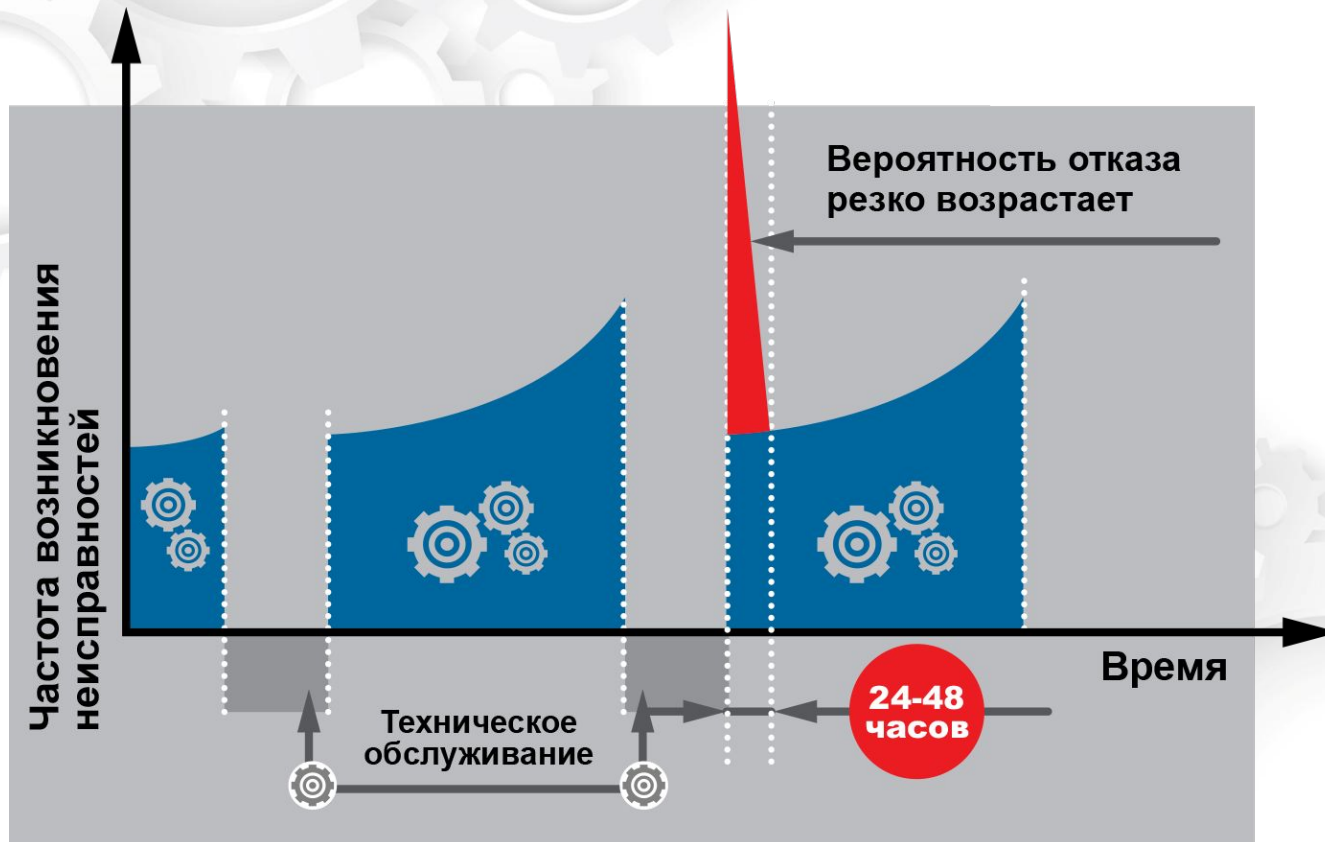 Частота возникновения
неисправностей
Вероятность отказа
резко возрастает
Время
24-48
часов
Техническое
обслуживание